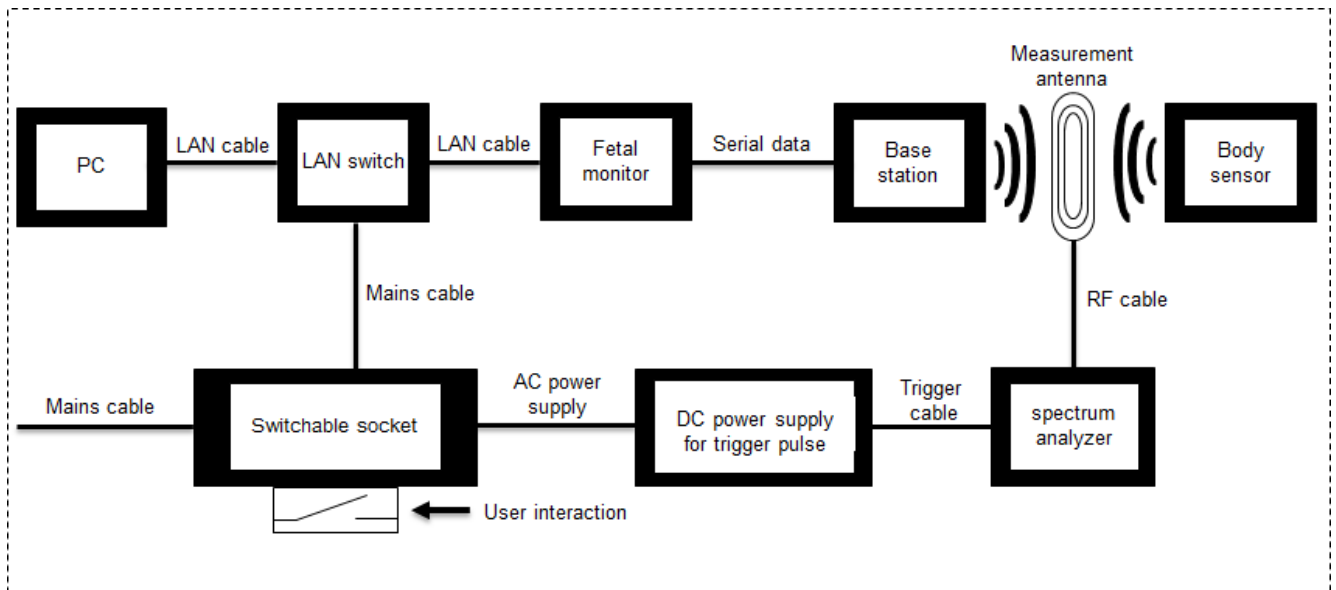 Measurement
antenna
PC
LAN cable
LAN switch
LAN cable
Fetal
monitor
Serial data
Base
station
Body
sensor
Mains cable
RF cable
Mains cable
Switchable socket
AC power
supply
DC power supply
for trigger pulse
Trigger
cable
spectrum
analyzer
User interaction